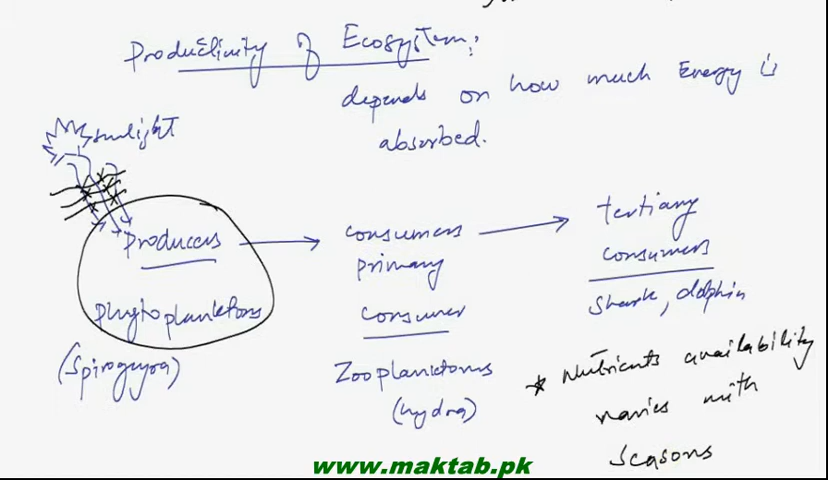 Productivity of Ecosystem:
depends on how much Energy is
absorbed.
sunlight
producers
phytoplanktons
(Spirogyra)
consumers
primary
consumer
Zooplanktons
(hydra)
tertiary
consumers
Shark, dolphin
* Nutrients availability
varies with
seasons
www.maktab.pk